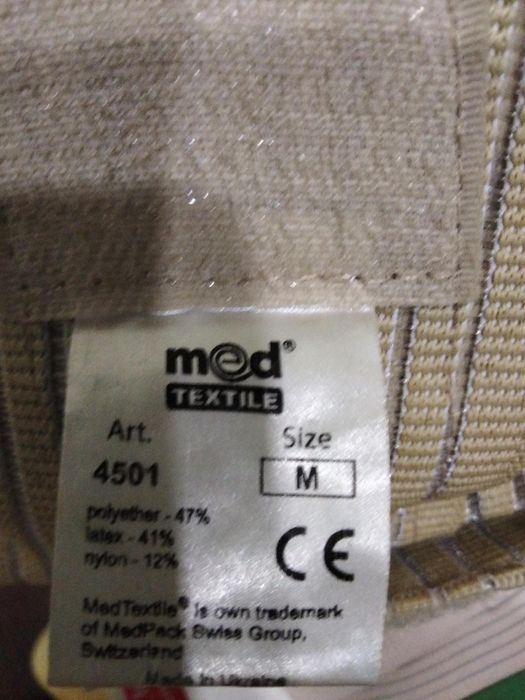 med®
TEXTILE
Art. Size
4501 M
polyether - 47%
latex - 41%
nylon - 12%
CE
MedTextile® is own trademark
of MedPack Swiss Group,
Switzerland
Made in Ukraine